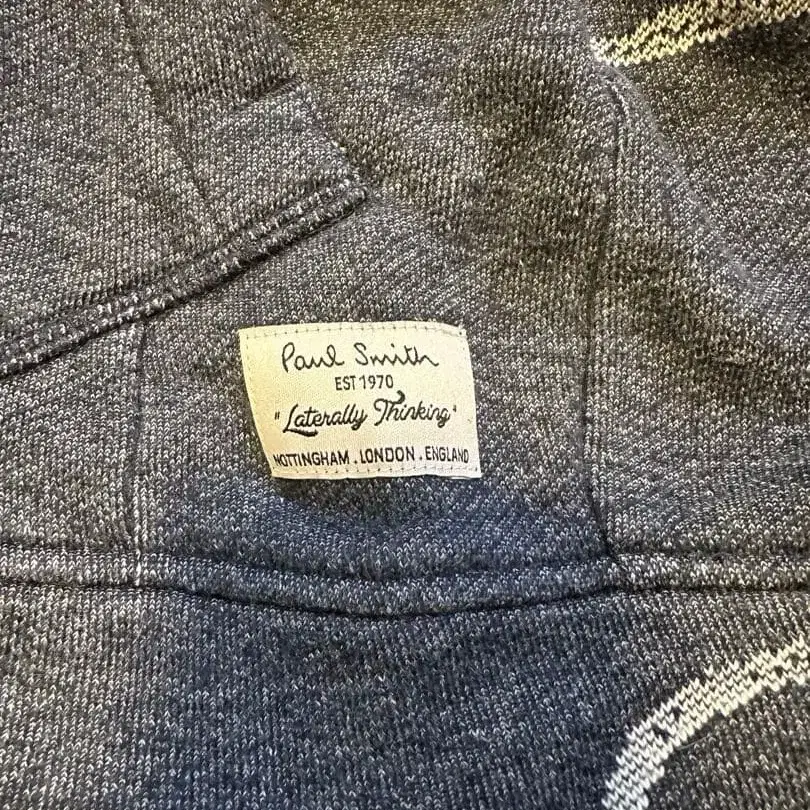 Paul Smith
EST 1970
"Laterally Thinking"
NOTTINGHAM . LONDON . ENGLAND